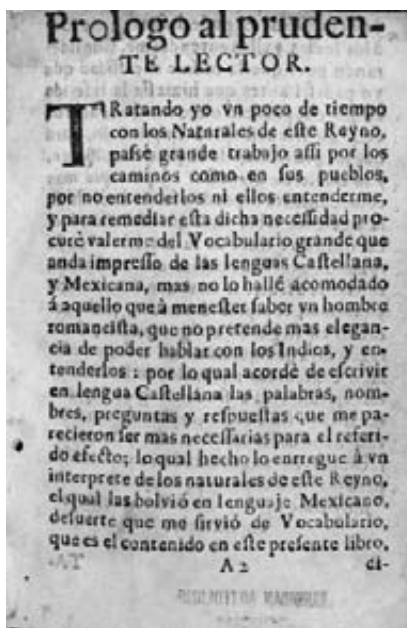 Prologo al pruden-
TE LECTOR.
TRatando yo vn poco de tiempo
con los Naturales de este Reyno,
passè grande trabajo assi por los
caminos como en sus pueblos,
por no entenderlos ni ellos entenderme,
y para remediar esta dicha necessidad pro-
curè valerme del Vocabulario grande que
anda impresso de las lenguas Castellana,
y Mexicana, mas no lo hallé acomodado
á aquello que à menester saber vn hombre
romancista, que no pretende mas elegan-
cia de poder hablar con los Indios, y en-
tenderlos : por lo qual acordè de escrivir
en lengua Castellana las palabras, nom-
bres, preguntas y respuestas que me pa-
recieron ser mas necessarias para el referi-
do efecto; lo qual hecho lo entregue à vn
interprete de los naturales de este Reyno,
el qual las bolviò en lenguaje Mexicano,
desuerte que me sirviò de Vocabulario,
que es el contenido en este presente libro,
A 2 di-